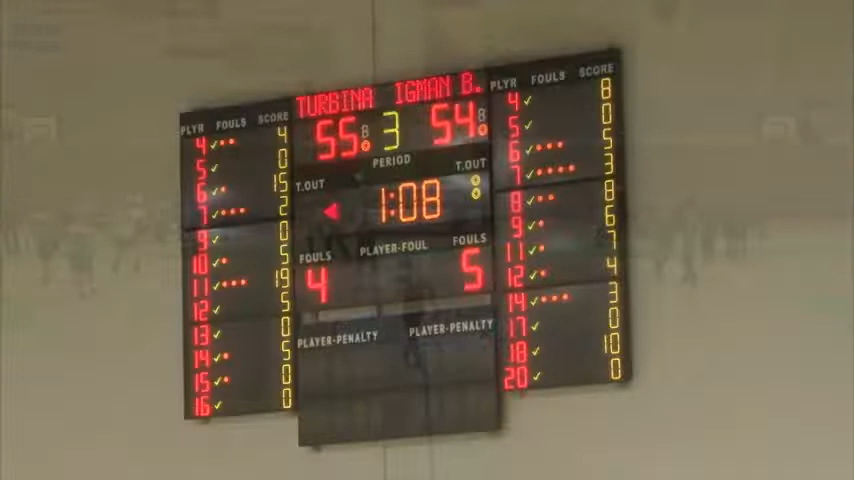 TURBINA IGMAN B.
55 B 3 54 B
PERIOD
T.OUT T.OUT
1:08
PLAYER-FOUL
FOULS FOULS
4 5
PLAYER-PENALTY PLAYER-PENALTY
PLYR FOULS SCORE
4 4
5 0
6 15
7 2
9 0
10 5
11 19
12 5
13 0
14 5
15 0
16 0
PLYR FOULS SCORE
4 8
5 0
6 5
7 3
8 8
9 6
11 7
12 4
14 3
17 0
18 10
20 0